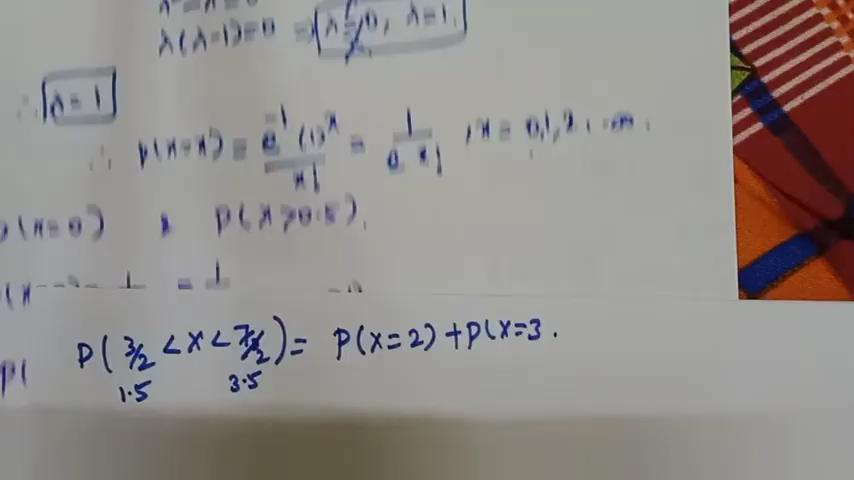 λ(λ-1)=0 ⇒ λ=0, λ=1.
∴ λ=1
∴ P(X=x) = e^-1 (1)^x / x! = 1 / e x! , x = 0,1,2,...∞.
P(X=0) & P(X>0.5).
P( 3/2 < X < 7/2 ) = P(X=2) + P(X=3.
1.5 3.5
P(